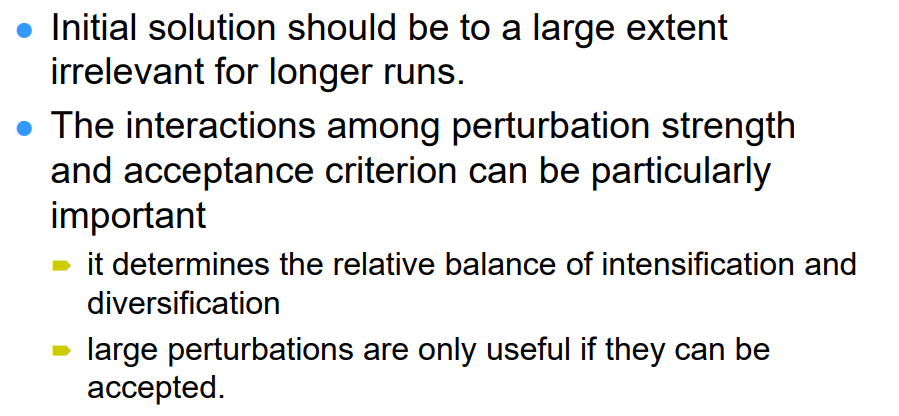 Initial solution should be to a large extent
irrelevant for longer runs.
The interactions among perturbation strength
and acceptance criterion can be particularly
important
it determines the relative balance of intensification and
diversification
large perturbations are only useful if they can be
accepted.